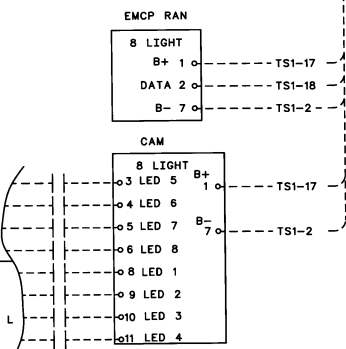 EMCP RAN
8 LIGHT
B+ 1 TS1-17
DATA 2 TS1-18
B- 7 TS1-2
CAM
8 LIGHT
B+
3 LED 5 1 TS1-17
4 LED 6
B-
5 LED 7 7 TS1-2
6 LED 8
8 LED 1
9 LED 2
L 10 LED 3
11 LED 4